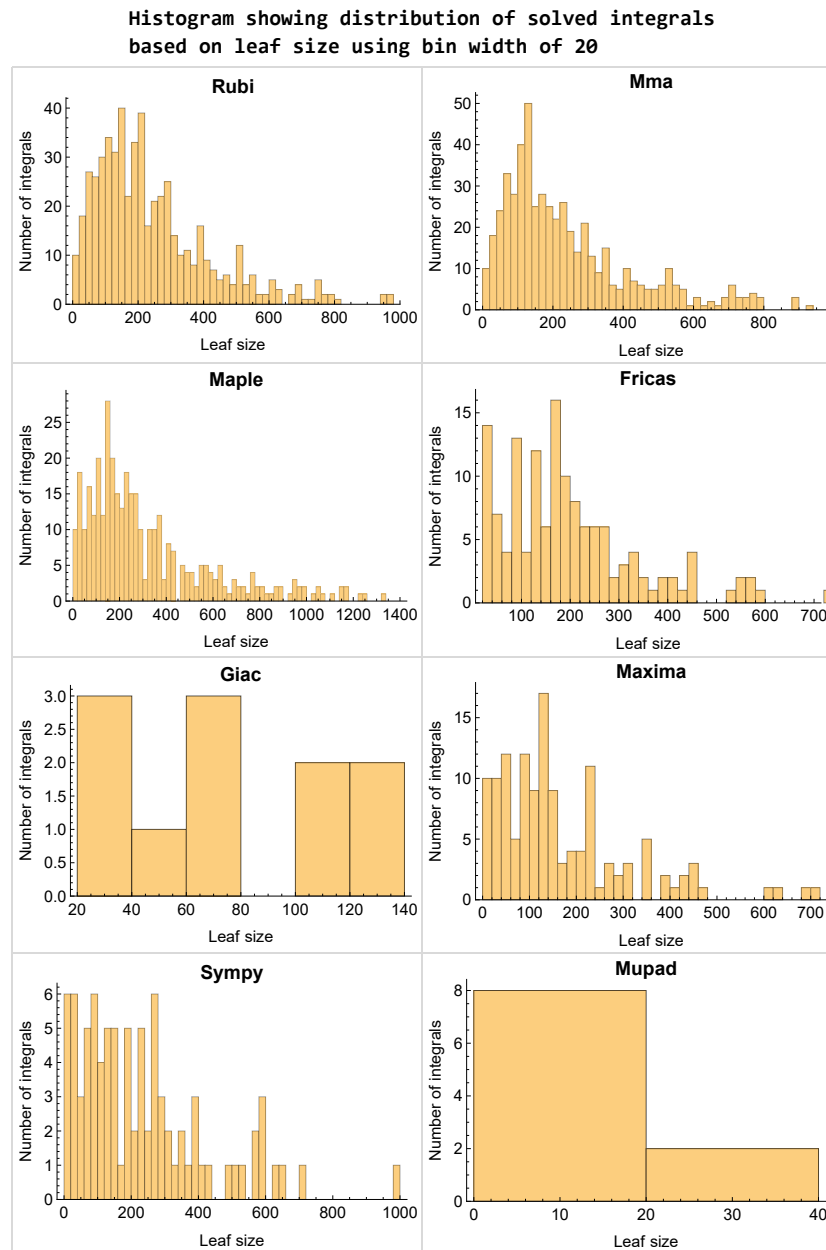 Histogram showing distribution of solved integrals
based on leaf size using bin width of 20
Rubi
Number of integrals
0
10
20
30
40
0 200 400 600 800 1000
Leaf size
Mma
Number of integrals
0
10
20
30
40
50
0 200 400 600 800
Leaf size
Maple
Number of integrals
0
5
10
15
20
25
0 200 400 600 800 1000 1200 1400
Leaf size
Fricas
Number of integrals
0
5
10
15
100 200 300 400 500 600 700
Leaf size
Giac
Number of integrals
0.0
0.5
1.0
1.5
2.0
2.5
3.0
20 40 60 80 100 120 140
Leaf size
Maxima
Number of integrals
0
5
10
15
0 100 200 300 400 500 600 700
Leaf size
Sympy
Number of integrals
0
1
2
3
4
5
6
0 200 400 600 800 1000
Leaf size
Mupad
Number of integrals
0
2
4
6
8
0 10 20 30 40
Leaf size